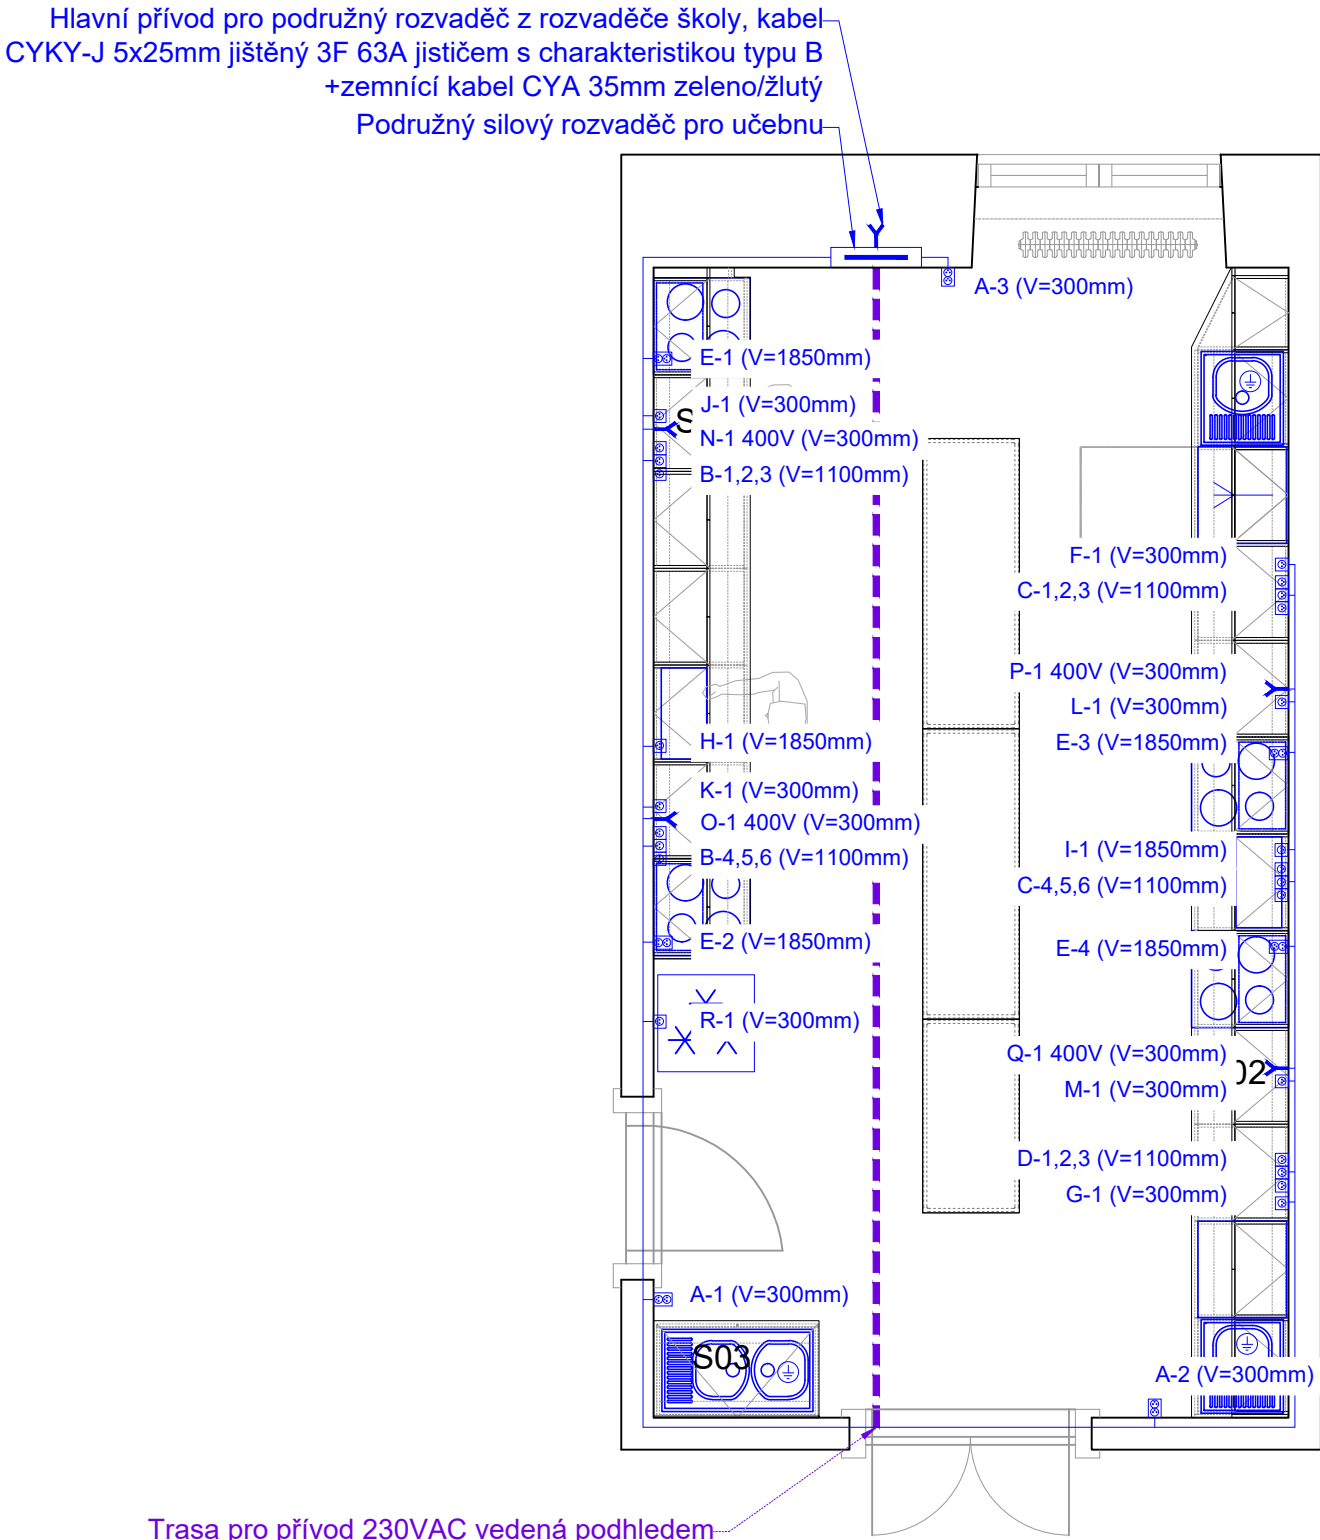 Hlavní přívod pro podružný rozvaděč z rozvaděče školy, kabel
CYKY-J 5x25mm jištěný 3F 63A jističem s charakteristikou typu B
+zemnící kabel CYA 35mm zeleno/žlutý
Podružný silový rozvaděč pro učebnu
A-3 (V=300mm)
E-1 (V=1850mm)
J-1 (V=300mm)
N-1 400V (V=300mm)
B-1,2,3 (V=1100mm)
F-1 (V=300mm)
C-1,2,3 (V=1100mm)
P-1 400V (V=300mm)
L-1 (V=300mm)
H-1 (V=1850mm)
E-3 (V=1850mm)
K-1 (V=300mm)
O-1 400V (V=300mm)
B-4,5,6 (V=1100mm)
I-1 (V=1850mm)
C-4,5,6 (V=1100mm)
E-2 (V=1850mm)
E-4 (V=1850mm)
R-1 (V=300mm)
Q-1 400V (V=300mm)
02
M-1 (V=300mm)
D-1,2,3 (V=1100mm)
G-1 (V=300mm)
A-1 (V=300mm)
S03
A-2 (V=300mm)
Trasa pro přívod 230VAC vedená podhledem